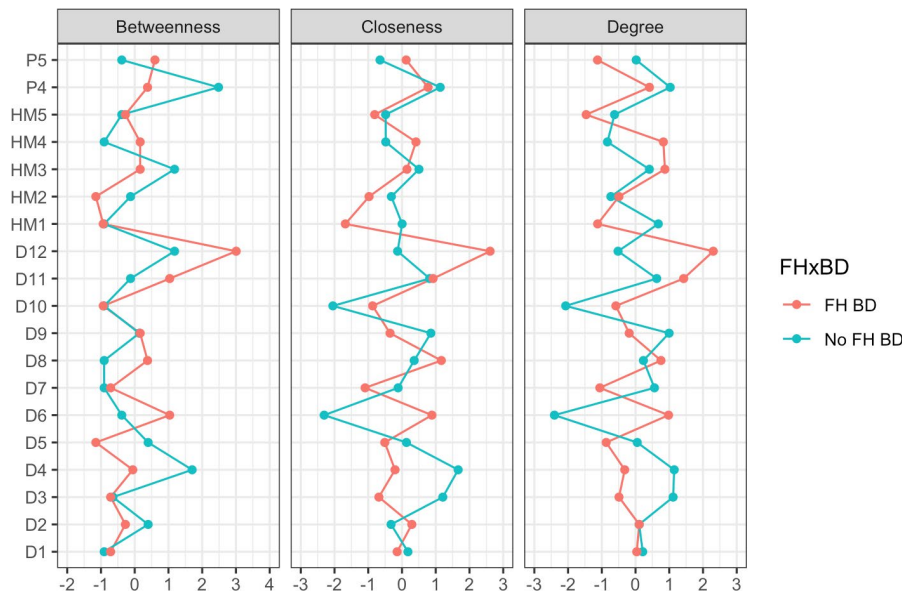 Betweenness Closeness Degree
P5
P4
HM5
HM4
HM3
HM2
HM1
D12
D11
D10
D9
D8
D7
D6
D5
D4
D3
D2
D1
FHxBD
FH BD
No FH BD
-2 -1 0 1 2 3 4 -3 -2 -1 0 1 2 3 -3 -2 -1 0 1 2 3